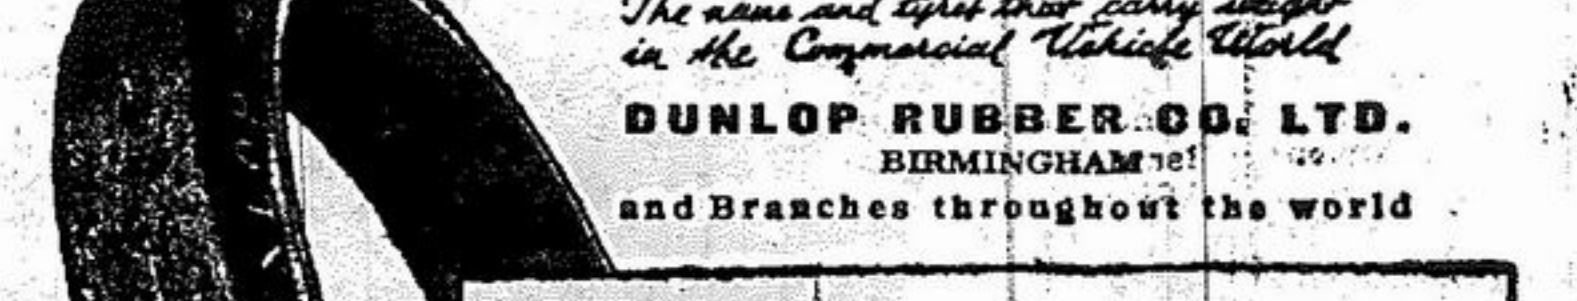 The name and tyres that carry weight
in the Commercial Vehicle World
DUNLOP RUBBER CO. LTD.
BIRMINGHAM
and Branches throughout the world